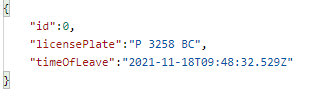 {
"id":0,
"licensePlate":"P 3258 BC",
"timeOfLeave":"2021-11-18T09:48:32.529Z"
}